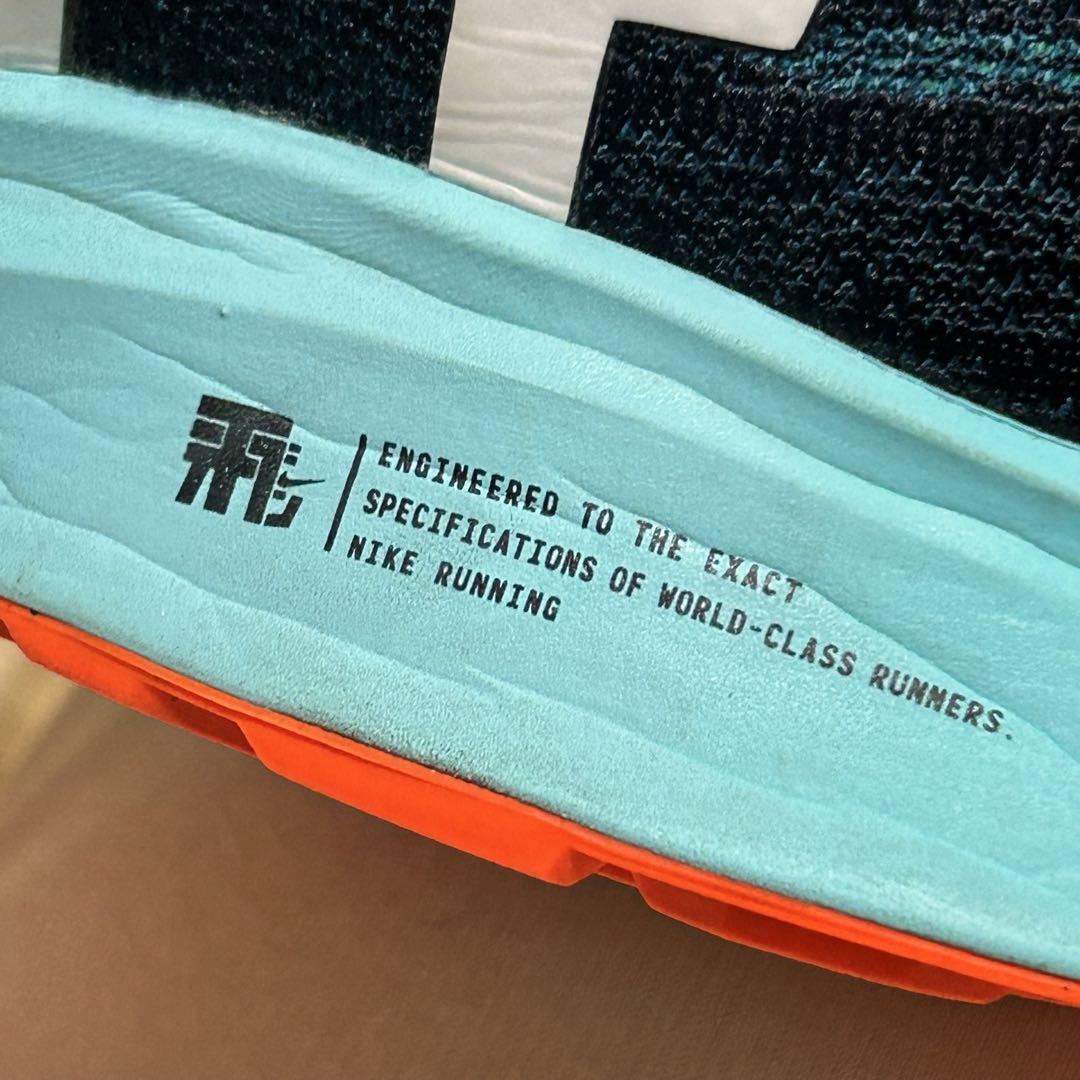 ENGINEERED TO THE EXACT
SPECIFICATIONS OF WORLD-CLASS RUNNERS.
NIKE RUNNING